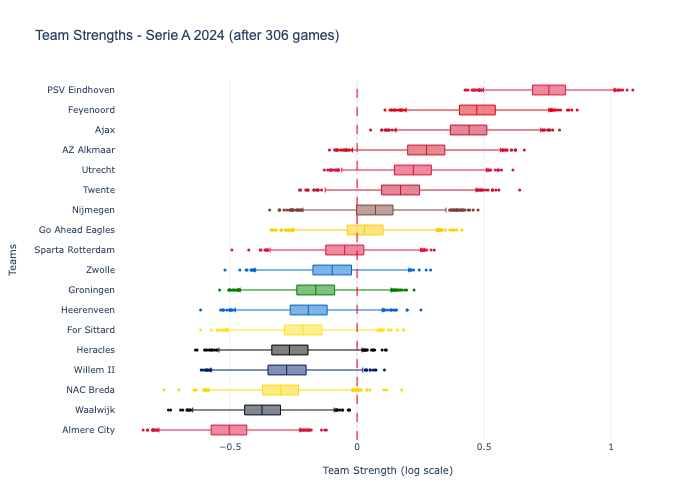 Team Strengths - Serie A 2024 (after 306 games)
PSV Eindhoven
Feyenoord
Ajax
AZ Alkmaar
Utrecht
Twente
Nijmegen
Go Ahead Eagles
Sparta Rotterdam
Zwolle
Groningen
Heerenveen
For Sittard
Heracles
Willem II
NAC Breda
Waalwijk
Almere City
Teams
−0.5 0 0.5 1
Team Strength (log scale)